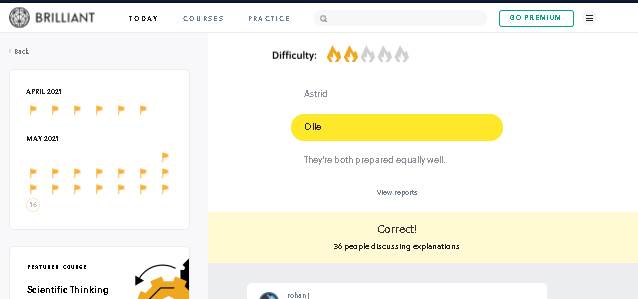 BRILLIANT
TODAY
COURSES
PRACTICE
GO PREMIUM
Back
APRIL 2021
MAY 2021
16
FEATURED COURSE
Scientific Thinking
Difficulty:
Astrid
Olle
They're both prepared equally well.
View reports
Correct!
36 people discussing explanations
rohan j